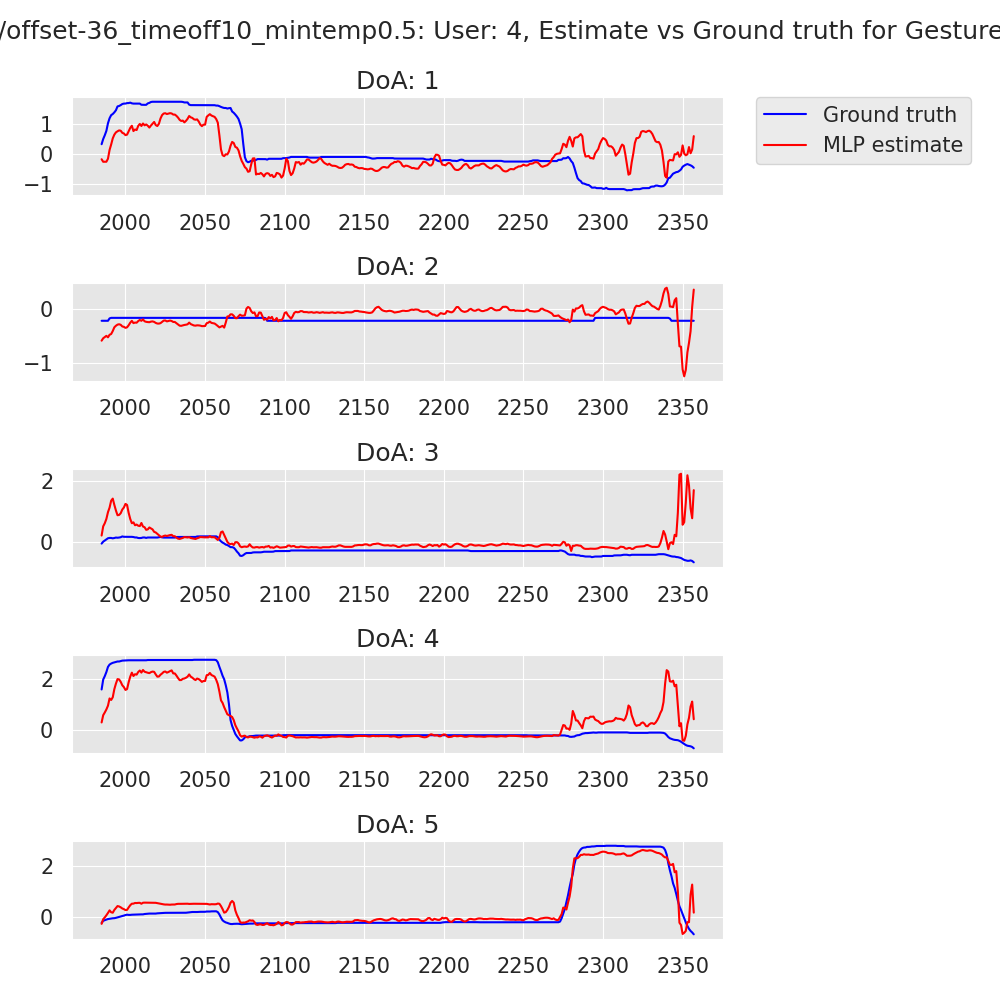 /offset-36_timeoff10_mintemp0.5: User: 4, Estimate vs Ground truth for Gesture
DoA: 1
Ground truth
MLP estimate
1
0
−1
2000 2050 2100 2150 2200 2250 2300 2350
DoA: 2
0
−1
2000 2050 2100 2150 2200 2250 2300 2350
DoA: 3
2
0
2000 2050 2100 2150 2200 2250 2300 2350
DoA: 4
2
0
2000 2050 2100 2150 2200 2250 2300 2350
DoA: 5
2
0
2000 2050 2100 2150 2200 2250 2300 2350